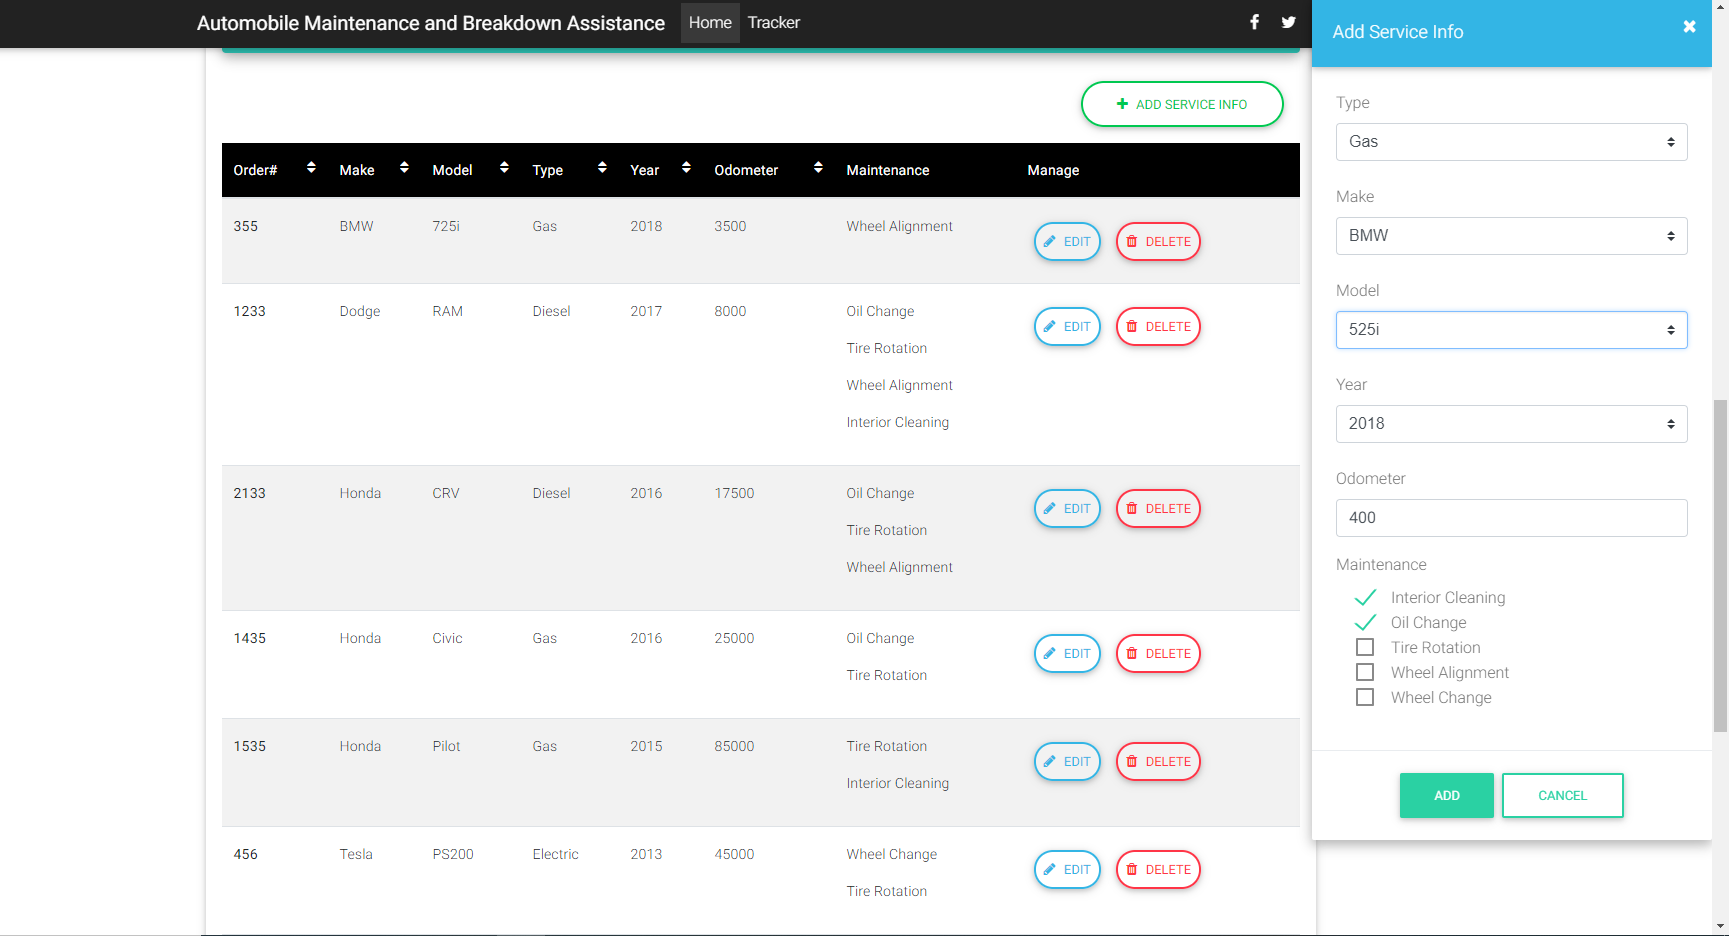 Automobile Maintenance and Breakdown Assistance Home Tracker
ADD SERVICE INFO
Order# Make Model Type Year Odometer Maintenance Manage
355 BMW 725i Gas 2018 3500 Wheel Alignment EDIT DELETE
1233 Dodge RAM Diesel 2017 8000 Oil Change EDIT DELETE
Tire Rotation
Wheel Alignment
Interior Cleaning
2133 Honda CRV Diesel 2016 17500 Oil Change EDIT DELETE
Tire Rotation
Wheel Alignment
1435 Honda Civic Gas 2016 25000 Oil Change EDIT DELETE
Tire Rotation
1535 Honda Pilot Gas 2015 85000 Tire Rotation EDIT DELETE
Interior Cleaning
456 Tesla PS200 Electric 2013 45000 Wheel Change EDIT DELETE
Tire Rotation
Add Service Info
Type
Gas
Make
BMW
Model
525i
Year
2018
Odometer
400
Maintenance
Interior Cleaning
Oil Change
Tire Rotation
Wheel Alignment
Wheel Change
ADD CANCEL